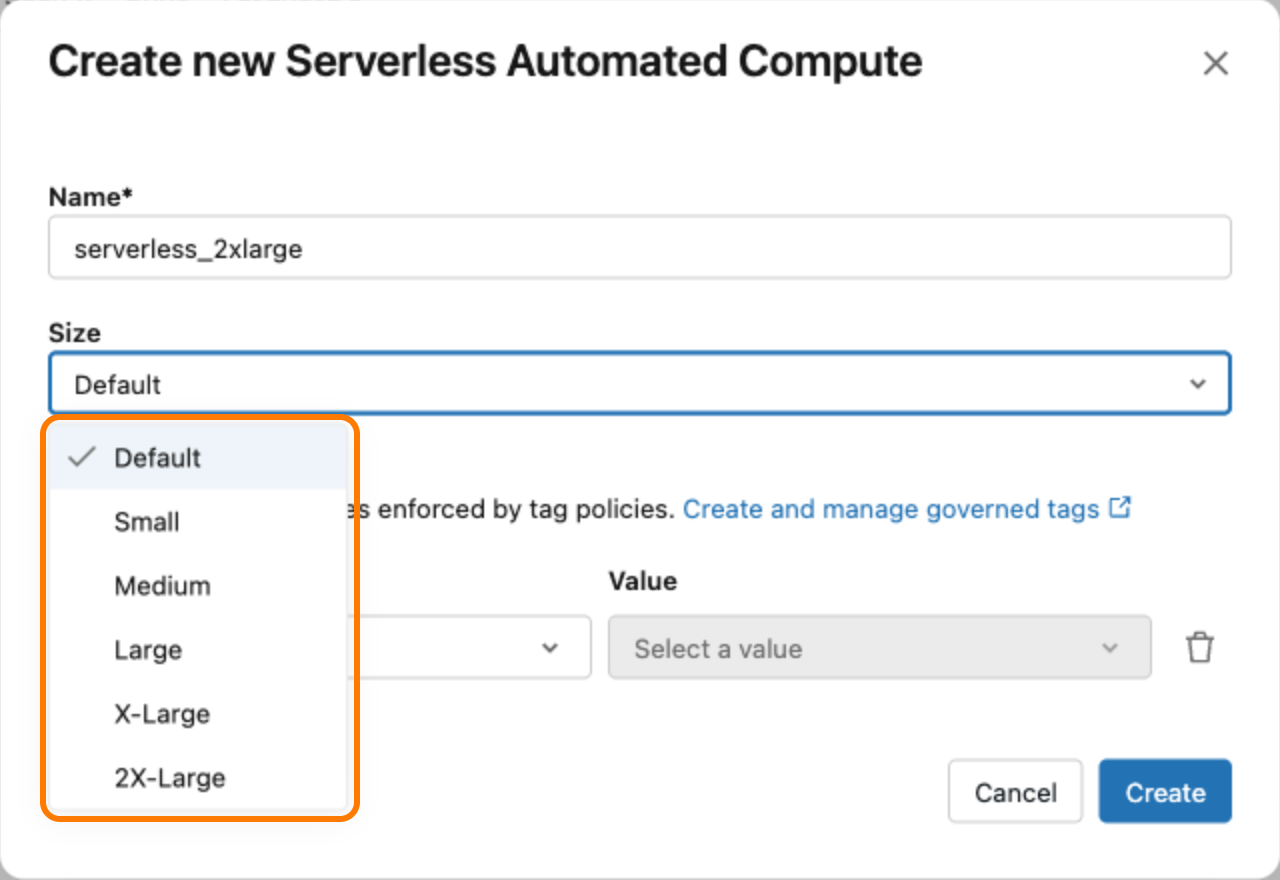 Create new Serverless Automated Compute
Name*
serverless_2xlarge
Size
Default
Default
Small
enforced by tag policies. Create and manage governed tags
Medium
Value
Large
Select a value
X-Large
2X-Large
Cancel
Create